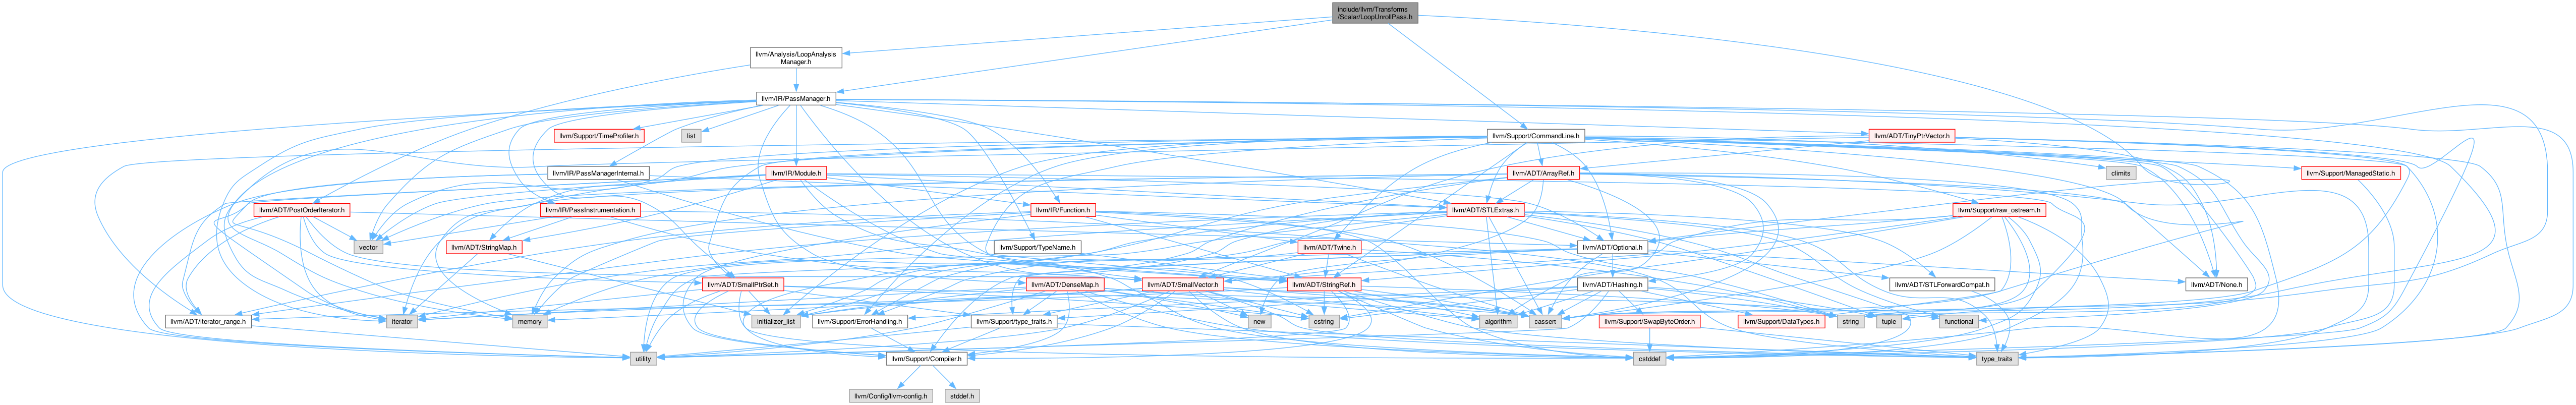 include/llvm/Transforms
/Scalar/LoopUnrollPass.h
llvm/Analysis/LoopAnalysis
Manager.h
llvm/IR/PassManager.h
llvm/Support/TimeProfiler.h
list
llvm/Support/CommandLine.h
llvm/ADT/TinyPtrVector.h
llvm/IR/PassManagerInternal.h
llvm/IR/Module.h
llvm/ADT/ArrayRef.h
climits
llvm/Support/ManagedStatic.h
llvm/ADT/PostOrderIterator.h
llvm/IR/PassInstrumentation.h
llvm/IR/Function.h
llvm/ADT/STLExtras.h
llvm/Support/raw_ostream.h
vector
llvm/ADT/StringMap.h
llvm/Support/TypeName.h
llvm/ADT/Twine.h
llvm/ADT/Optional.h
llvm/ADT/SmallPtrSet.h
llvm/ADT/DenseMap.h
llvm/ADT/SmallVector.h
llvm/ADT/StringRef.h
llvm/ADT/Hashing.h
llvm/ADT/STLForwardCompat.h
llvm/ADT/None.h
llvm/ADT/iterator_range.h
iterator
memory
initializer_list
llvm/Support/ErrorHandling.h
llvm/Support/type_traits.h
new
cstring
algorithm
cassert
llvm/Support/SwapByteOrder.h
llvm/Support/DataTypes.h
string
tuple
functional
utility
llvm/Support/Compiler.h
cstddef
type_traits
llvm/Config/llvm-config.h
stddef.h